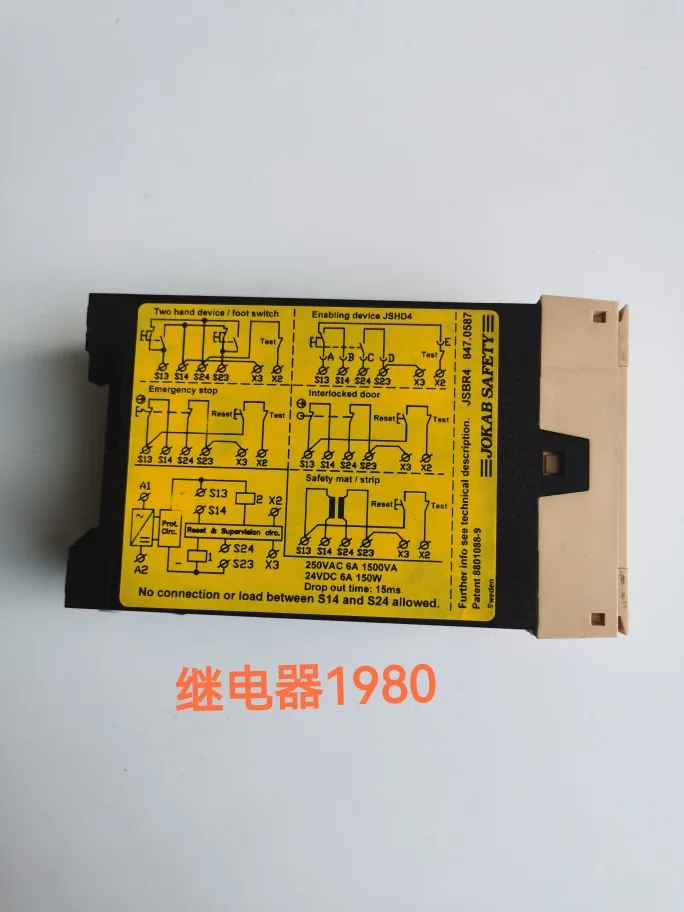 Two hand device / foot switch
Test
S13 S14 S24 S23 X3 X2
Enabling device JSHD4
A B C D E
Test
S13 S14 S24 S23 X3 X2
Emergency stop
Reset Test
S13 S14 S24 S23 X3 X2
Interlocked door
Reset Test
S13 S14 S24 S23 X3 X2
A1
~
Prot.
Circ.
A2
S13 2 X2
S14
Reset & Supervision circ.
S24
1 X3
- S23
Safety mat / strip
Reset Test
S13 S14 S24 S23 X3 X2
250VAC 6A 1500VA
24VDC 6A 150W
Drop out time: 15ms
No connection or load between S14 and S24 allowed.
Further info see technical description. JSBR4 847.0587
Patent 8801088-9
JOKAB SAFETY
Sweden
继电器1980